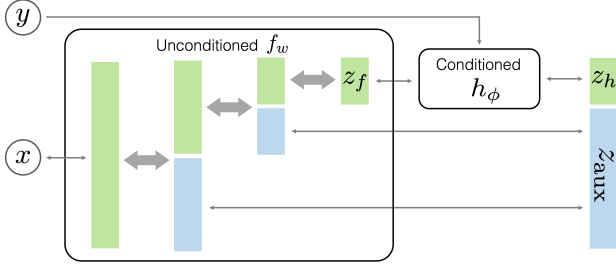 y
Unconditioned f_w
z_f
Conditioned
h_ϕ
z_h
x
z_aux